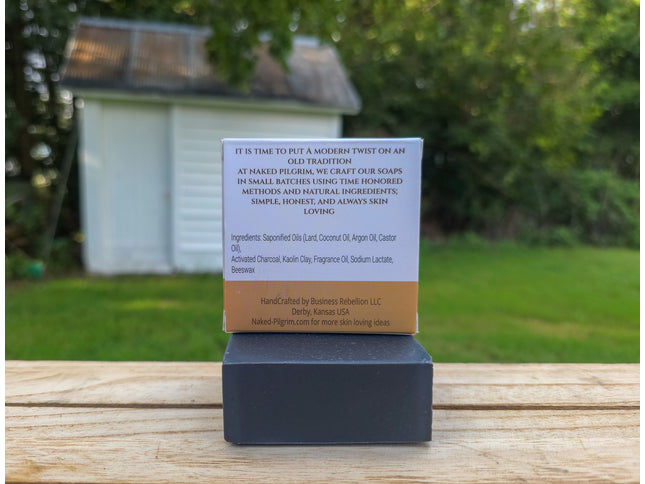 IT IS TIME TO PUT A MODERN TWIST ON AN
OLD TRADITION
AT NAKED PILGRIM, WE CRAFT OUR SOAPS
IN SMALL BATCHES USING TIME HONORED
METHODS AND NATURAL INGREDIENTS;
SIMPLE, HONEST, AND ALWAYS SKIN
LOVING
Ingredients: Saponified Oils (Lard, Coconut Oil, Argon Oil, Castor
Oil),
Activated Charcoal, Kaolin Clay, Fragrance Oil, Sodium Lactate,
Beeswax
HandCrafted by Business Rebellion LLC
Derby, Kansas USA
Naked-Pilgrim.com for more skin loving ideas